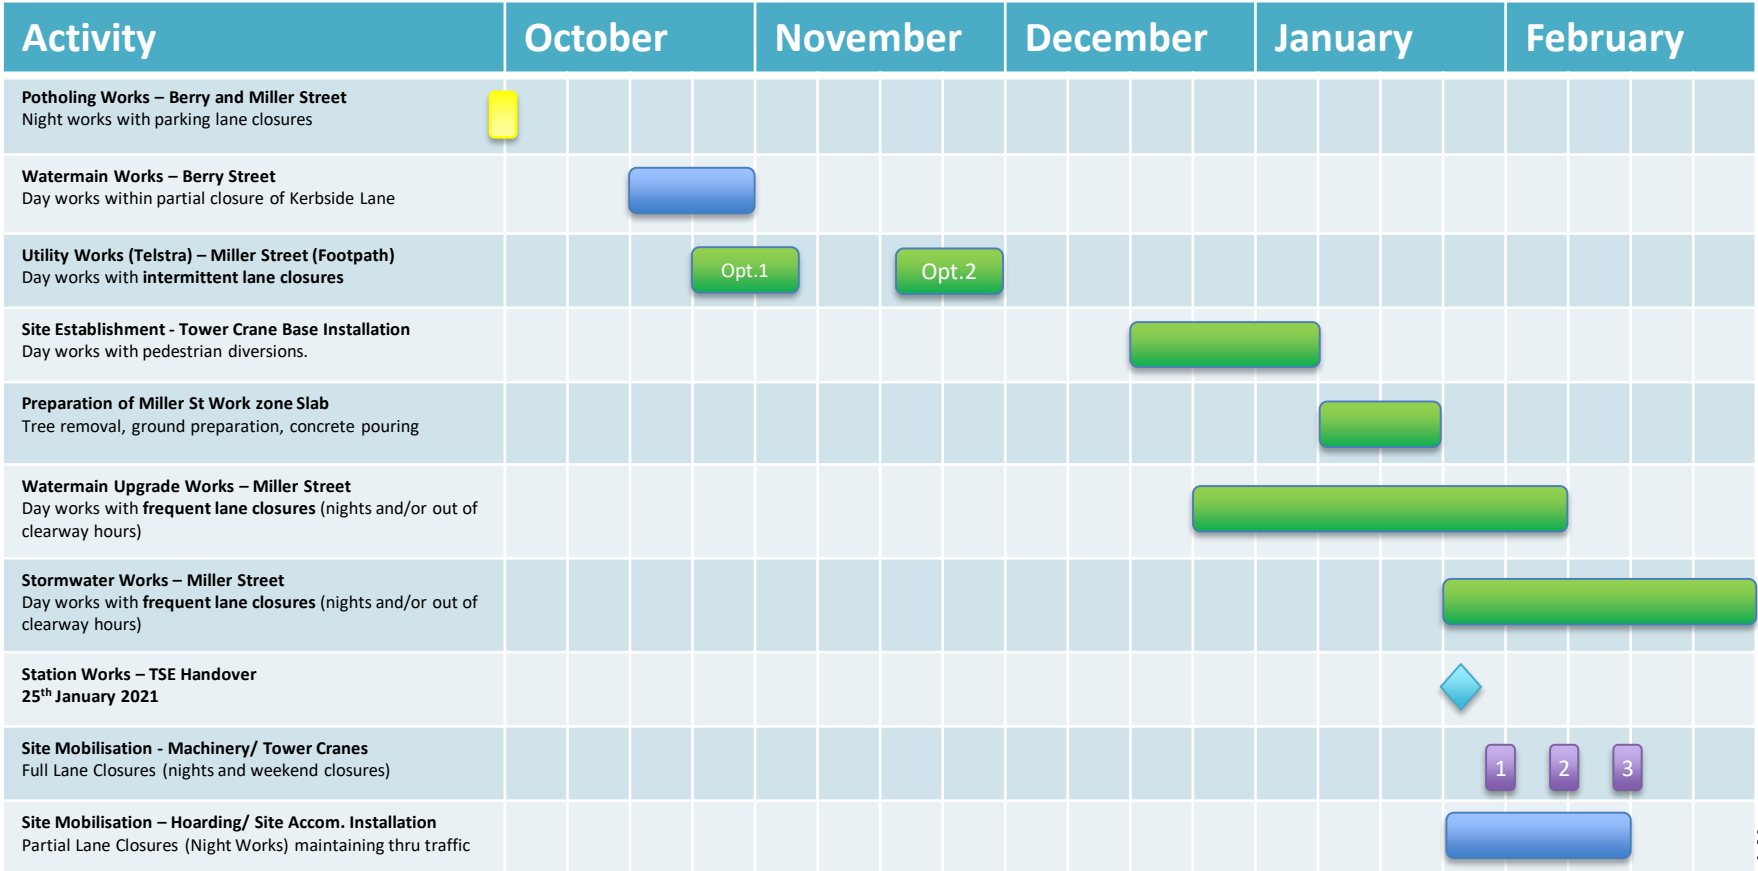 Activity October November December January February
Potholing Works – Berry and Miller Street
Night works with parking lane closures
Watermain Works – Berry Street
Day works within partial closure of Kerbside Lane
Utility Works (Telstra) – Miller Street (Footpath)
Day works with intermittent lane closures
Opt.1 Opt.2
Site Establishment - Tower Crane Base Installation
Day works with pedestrian diversions.
Preparation of Miller St Work zone Slab
Tree removal, ground preparation, concrete pouring
Watermain Upgrade Works – Miller Street
Day works with frequent lane closures (nights and/or out of
clearway hours)
Stormwater Works – Miller Street
Day works with frequent lane closures (nights and/or out of
clearway hours)
Station Works – TSE Handover
25th January 2021
Site Mobilisation - Machinery/ Tower Cranes
Full Lane Closures (nights and weekend closures)
1 2 3
Site Mobilisation – Hoarding/ Site Accom. Installation
Partial Lane Closures (Night Works) maintaining thru traffic